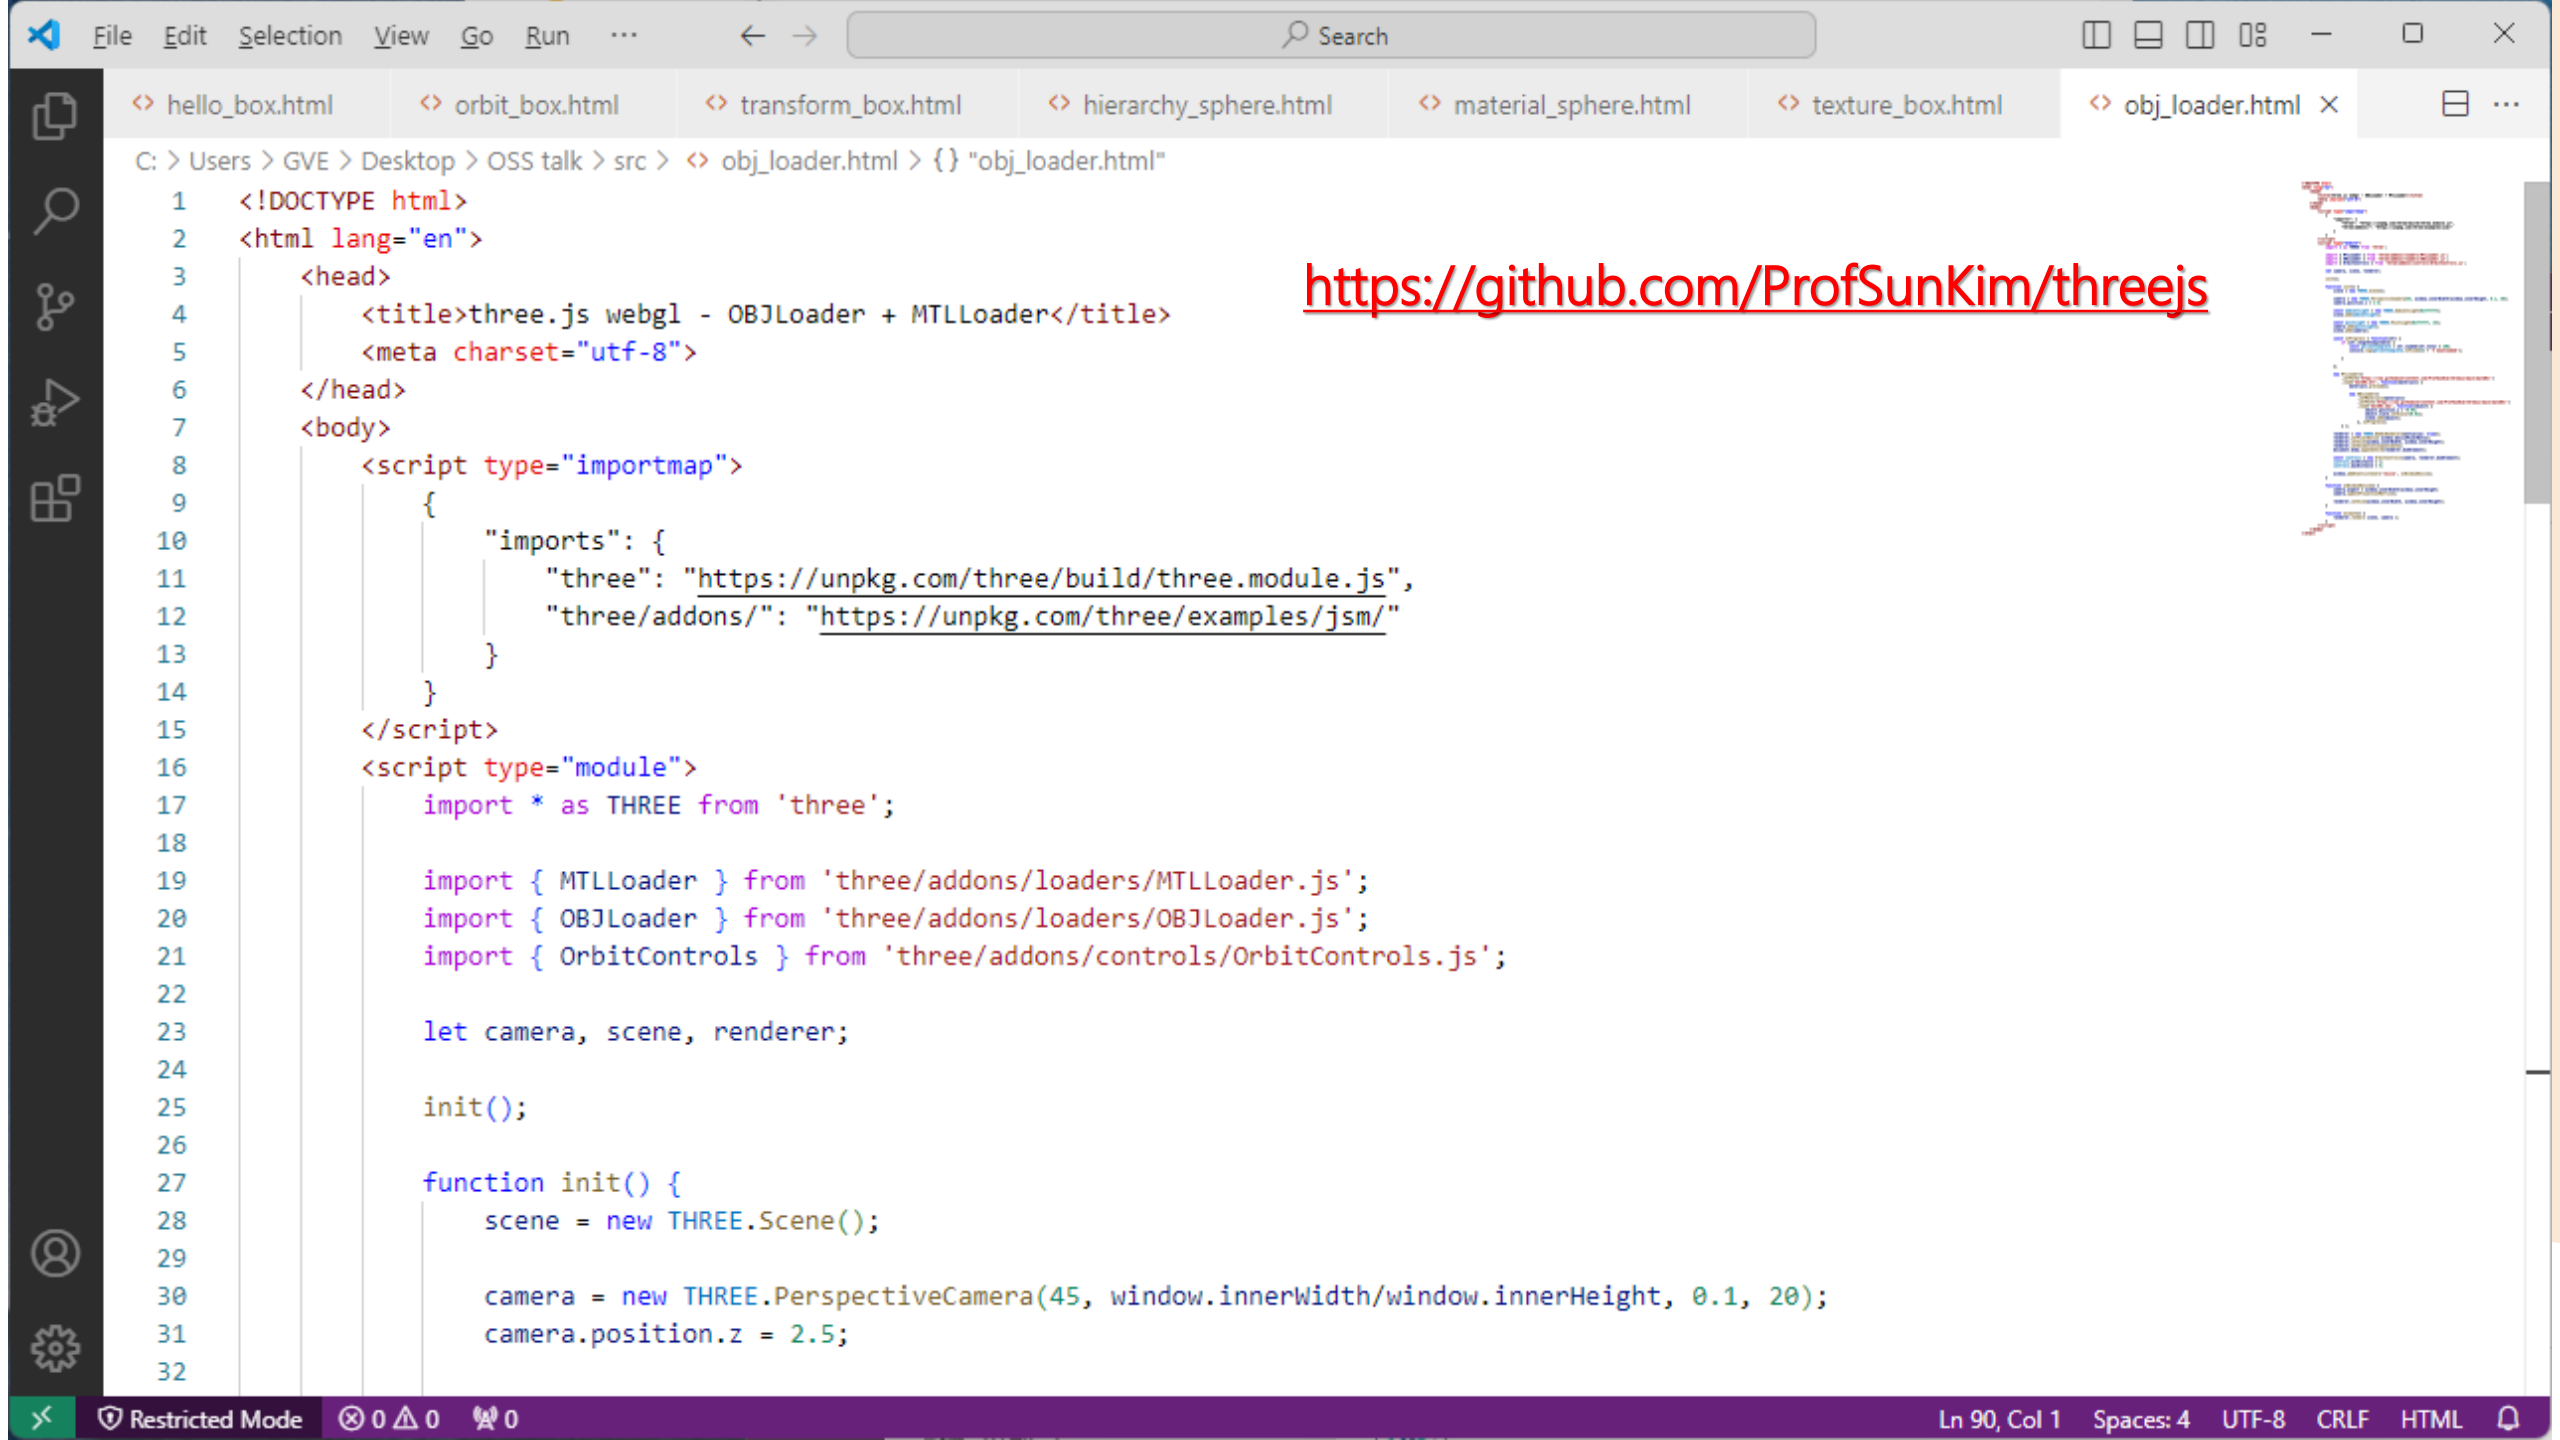 File Edit Selection View Go Run ··· Search
hello_box.html orbit_box.html transform_box.html hierarchy_sphere.html material_sphere.html texture_box.html obj_loader.html
C: > Users > GVE > Desktop > OSS talk > src > <> obj_loader.html > {} "obj_loader.html"
https://github.com/ProfSunKim/threejs
1 <!DOCTYPE html>
2 <html lang="en">
3     <head>
4         <title>three.js webgl - OBJLoader + MTLLoader</title>
5         <meta charset="utf-8">
6     </head>
7     <body>
8         <script type="importmap">
9             {
10                 "imports": {
11                     "three": "https://unpkg.com/three/build/three.module.js",
12                     "three/addons/": "https://unpkg.com/three/examples/jsm/"
13                 }
14             }
15         </script>
16         <script type="module">
17             import * as THREE from 'three';
18
19             import { MTLLoader } from 'three/addons/loaders/MTLLoader.js';
20             import { OBJLoader } from 'three/addons/loaders/OBJLoader.js';
21             import { OrbitControls } from 'three/addons/controls/OrbitControls.js';
22
23             let camera, scene, renderer;
24
25             init();
26
27             function init() {
28                 scene = new THREE.Scene();
29
30                 camera = new THREE.PerspectiveCamera(45, window.innerWidth/window.innerHeight, 0.1, 20);
31                 camera.position.z = 2.5;
32
Restricted Mode 0 0 0 Ln 90, Col 1 Spaces: 4 UTF-8 CRLF HTML